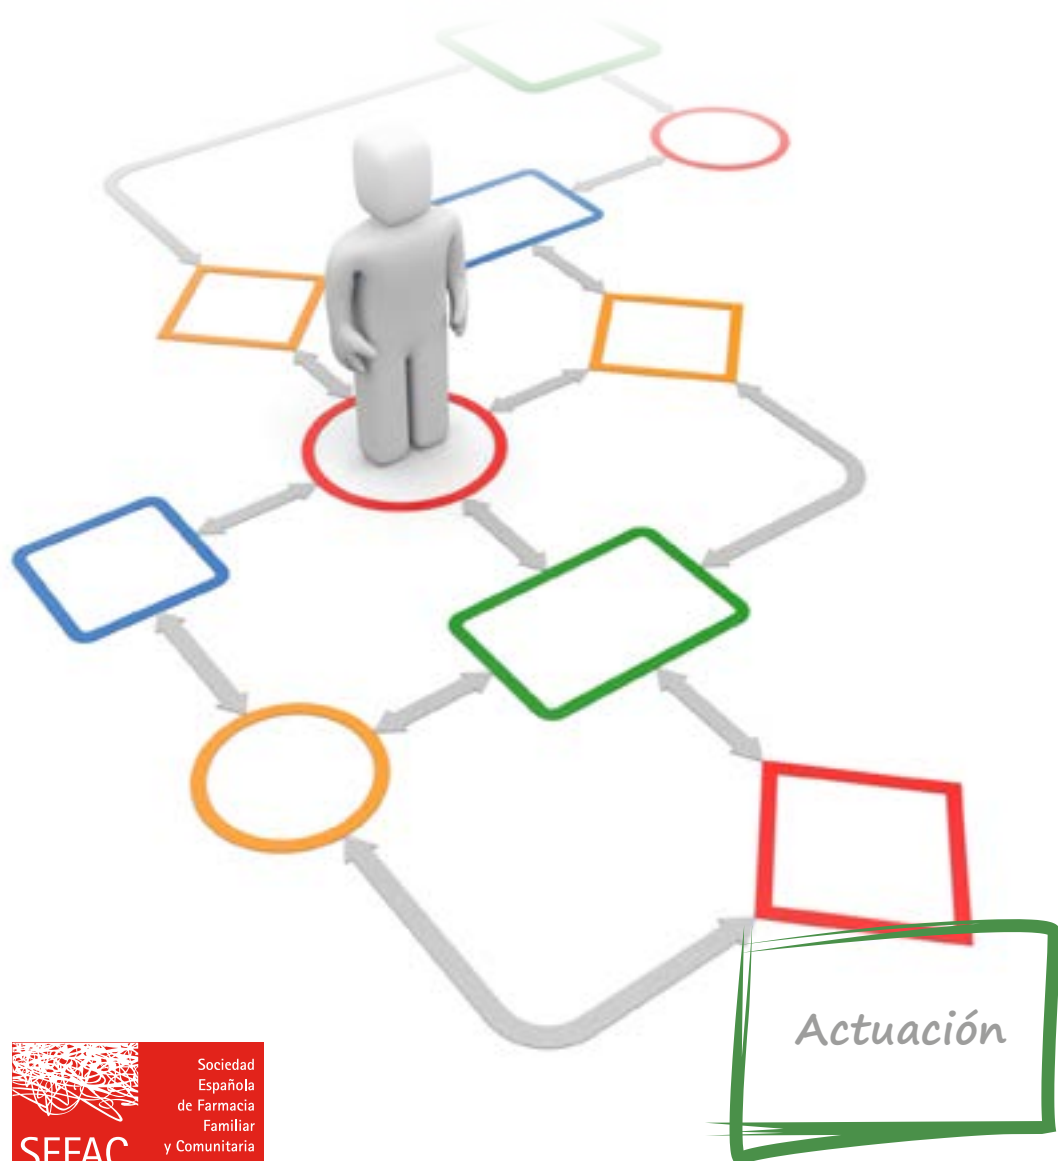 Actuación
Sociedad
Española
de Farmacia
Familiar
y Comunitaria
SEFAC